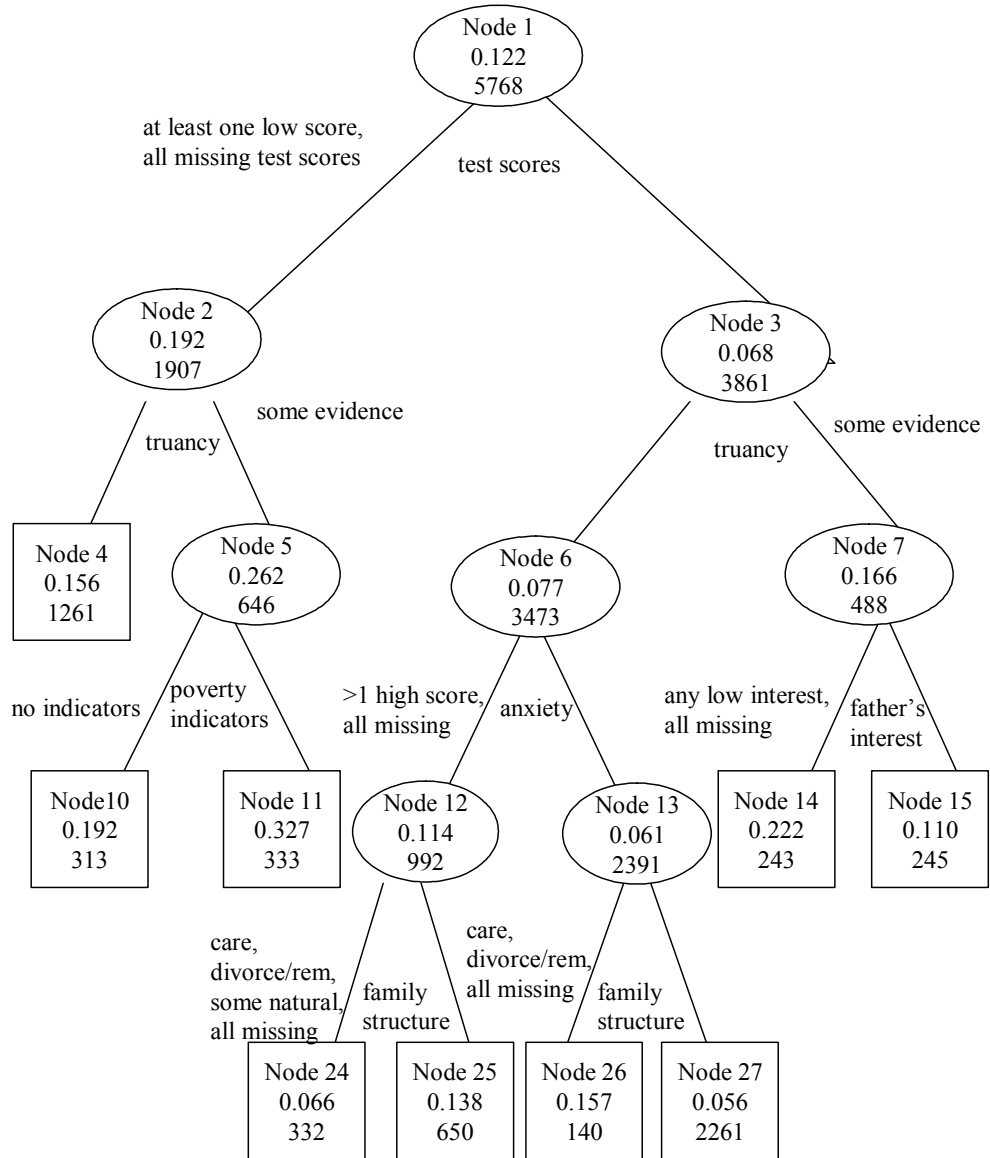 Node 1
0.122
5768
at least one low score,
all missing test scores
test scores
Node 2
0.192
1907
Node 3
0.068
3861
some evidence
truancy
some evidence
truancy
Node 4
0.156
1261
Node 5
0.262
646
Node 6
0.077
3473
Node 7
0.166
488
no indicators
poverty
indicators
>1 high score,
all missing
anxiety
any low interest,
all missing
father's
interest
Node10
0.192
313
Node 11
0.327
333
Node 12
0.114
992
Node 13
0.061
2391
Node 14
0.222
243
Node 15
0.110
245
care,
divorce/rem,
some natural,
all missing
family
structure
care,
divorce/rem,
all missing
family
structure
Node 24
0.066
332
Node 25
0.138
650
Node 26
0.157
140
Node 27
0.056
2261